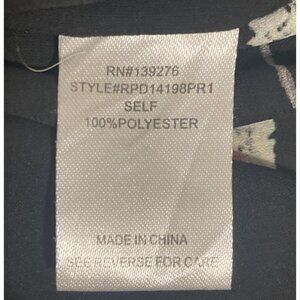 RN#139276
STYLE#RPD14198PR1
SELF
100%POLYESTER
MADE IN CHINA
SEE REVERSE FOR CARE